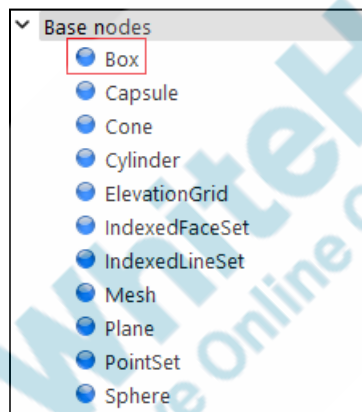 Base nodes
Box
Capsule
Cone
Cylinder
ElevationGrid
IndexedFaceSet
IndexedLineSet
Mesh
Plane
PointSet
Sphere